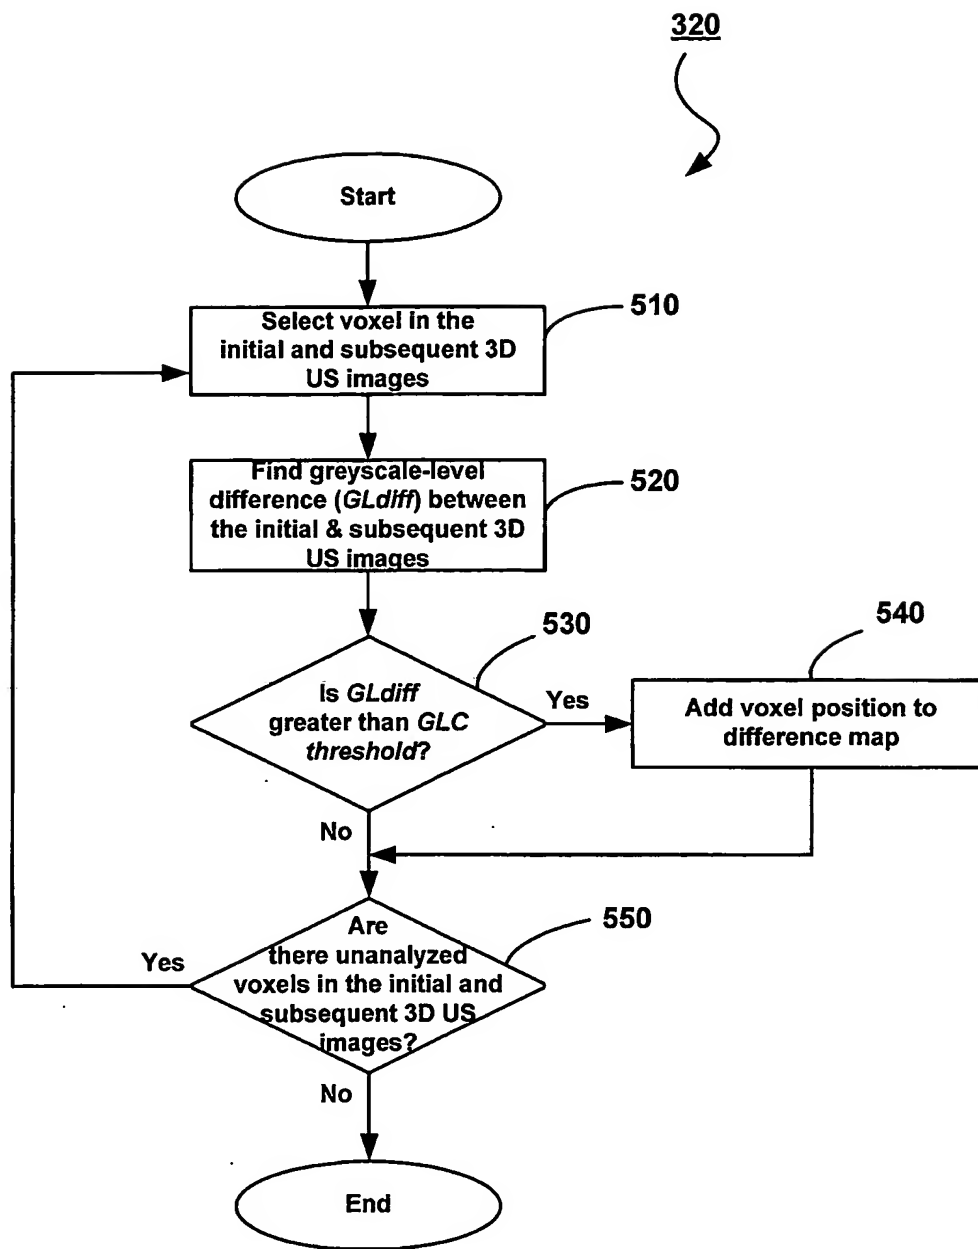 320
Start
510
Select voxel in the
initial and subsequent 3D
US images
Find greyscale-level
difference (GLdiff) between
the initial & subsequent 3D
US images
520
530
540
Is GLdiff
greater than GLC
threshold?
Yes
Add voxel position to
difference map
No
550
Are
there unanalyzed
voxels in the initial and
subsequent 3D US
images?
Yes
No
End